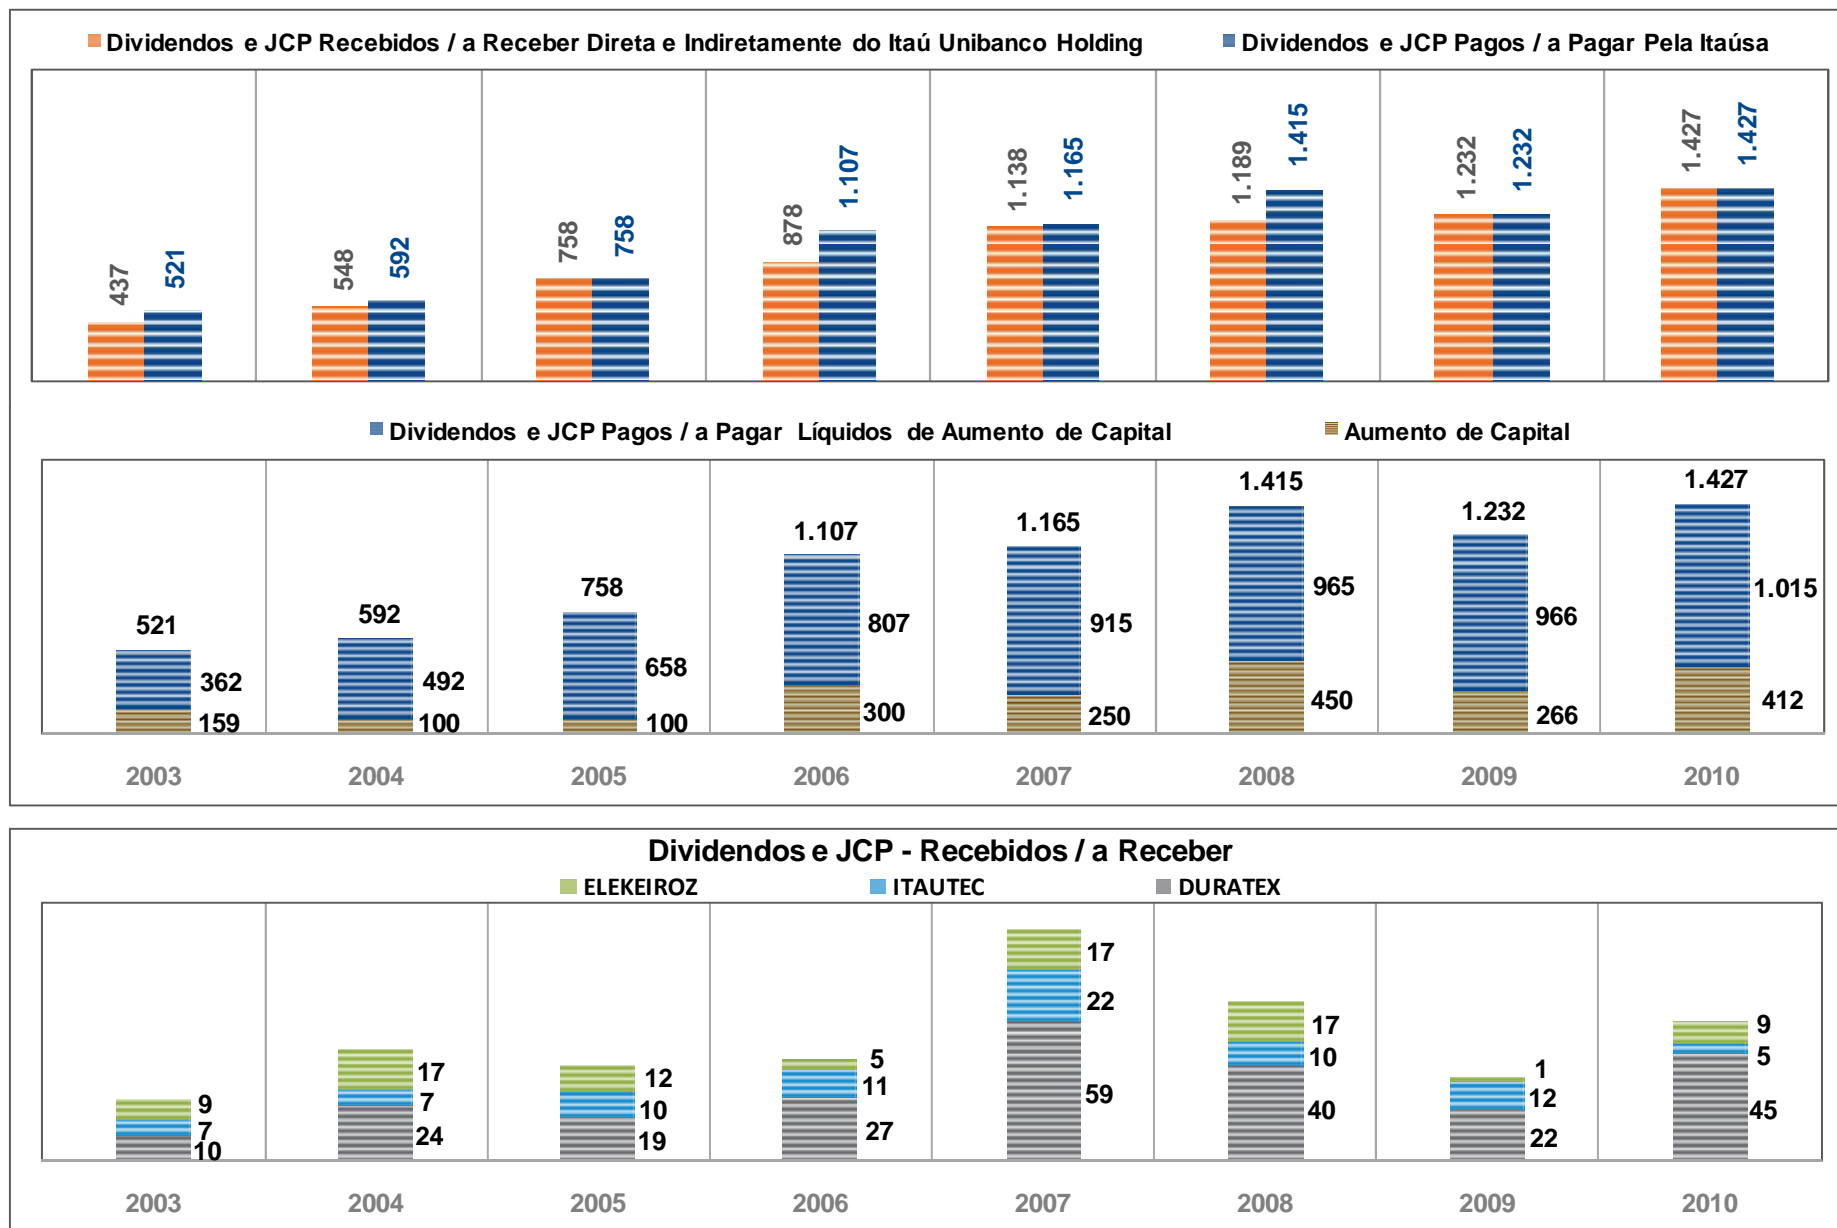 Dividendos e JCP Recebidos / a Receber Direta e Indiretamente do Itaú Unibanco Holding
Dividendos e JCP Pagos / a Pagar Pela Itaúsa
437 521 548 592 758 758 878 1.107 1.138 1.165 1.189 1.415 1.232 1.232 1.427 1.427
Dividendos e JCP Pagos / a Pagar Líquidos de Aumento de Capital
Aumento de Capital
521 592 758 1.107 1.165 1.415 1.232 1.427
362 492 658 807 915 965 966 1.015
159 100 100 300 250 450 266 412
2003 2004 2005 2006 2007 2008 2009 2010
Dividendos e JCP - Recebidos / a Receber
ELEKEIROZ ITAUTEC DURATEX
9 17 12 5 17 17 1 9
7 7 10 11 22 10 12 5
10 24 19 27 59 40 22 45
2003 2004 2005 2006 2007 2008 2009 2010